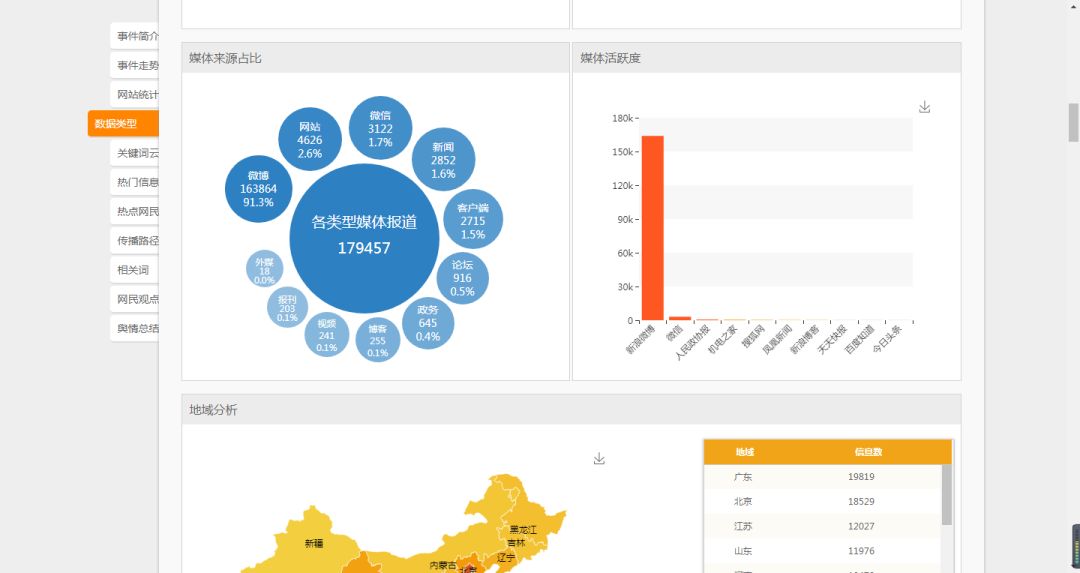 事件简介
事件走势
网站统计
数据类型
关键词云
热门信息
热点网民
传播路径
相关词
网民观点
舆情总结
媒体来源占比
各类型媒体报道
179457
微信
3122
1.7%
新闻
2852
1.6%
客户端
2715
1.5%
论坛
916
0.5%
政务
645
0.4%
博客
255
0.1%
视频
241
0.1%
报刊
203
0.1%
外媒
18
0.0%
微博
163864
91.3%
网站
4626
2.6%
媒体活跃度
180k
150k
120k
90k
60k
30k
0
新浪微博
微信
人民政协报
机电之家
搜狐网
凤凰新闻
新浪博客
天天快报
百度知道
今日头条
地域分析
新疆
黑龙江
吉林
辽宁
内蒙古
北京
地域 信息数
广东 19819
北京 18529
江苏 12027
山东 11976